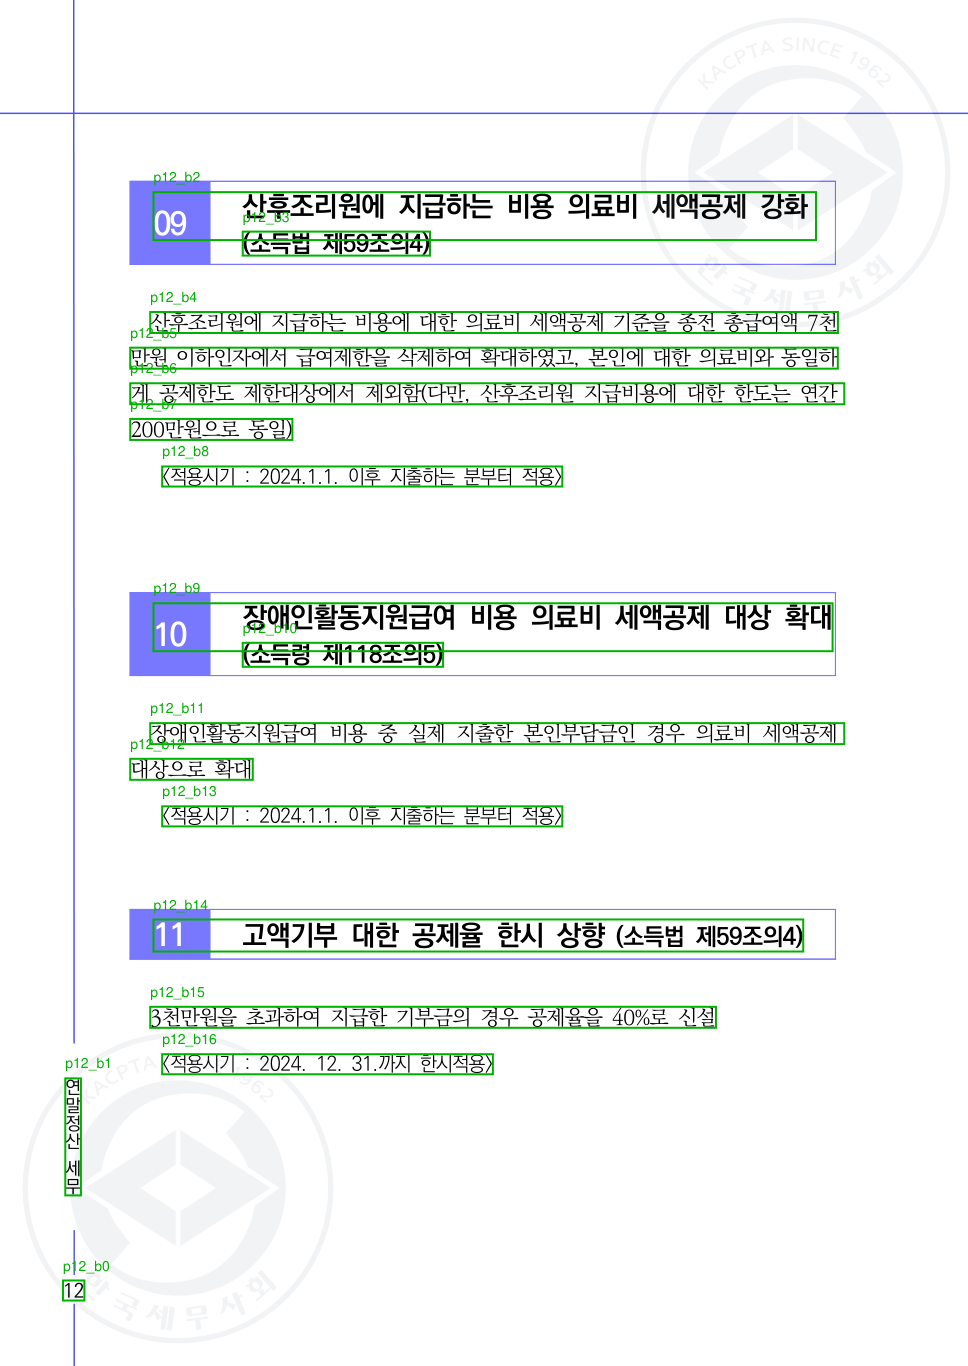 KACPTA SINCE 1962
한국세무사회
p12_b2
09 산후조리원에 지급하는 비용 의료비 세액공제 강화
p12_b3
(소득법 제59조의4)
p12_b4
산후조리원에 지급하는 비용에 대한 의료비 세액공제 기준을 종전 총급여액 7천
p12_b5
만원 이하인자에서 급여제한을 삭제하여 확대하였고, 본인에 대한 의료비와 동일하
p12_b6
게 공제한도 제한대상에서 제외함(다만, 산후조리원 지급비용에 대한 한도는 연간
p12_b7
200만원으로 동일)
p12_b8
〈적용시기 : 2024.1.1. 이후 지출하는 분부터 적용〉
p12_b9
10 장애인활동지원급여 비용 의료비 세액공제 대상 확대
p12_b10
(소득령 제118조의5)
p12_b11
장애인활동지원급여 비용 중 실제 지출한 본인부담금인 경우 의료비 세액공제
p12_b12
대상으로 확대
p12_b13
〈적용시기 : 2024.1.1. 이후 지출하는 분부터 적용〉
p12_b14
11 고액기부 대한 공제율 한시 상향 (소득법 제59조의4)
p12_b15
3천만원을 초과하여 지급한 기부금의 경우 공제율을 40%로 신설
p12_b16
〈적용시기 : 2024. 12. 31.까지 한시적용〉
p12_b1
연말정산 세무
p12_b0
12
KACPTA 1962
한국세무사회